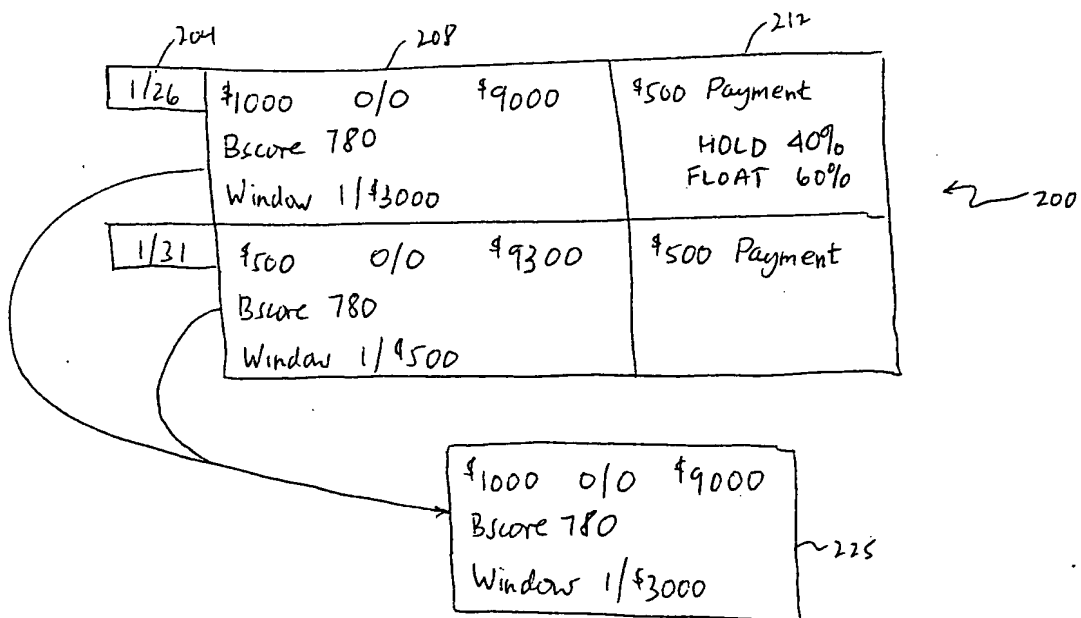 204 208 212
1/26 $1000 0/0 $9000 $500 Payment
Bscore 780 HOLD 40%
Window 1/$3000 FLOAT 60%
200
1/31 $500 0/0 $9300 $500 Payment
Bscore 780
Window 1/$500
$1000 0/0 $9000
Bscore 780
225
Window 1/$3000